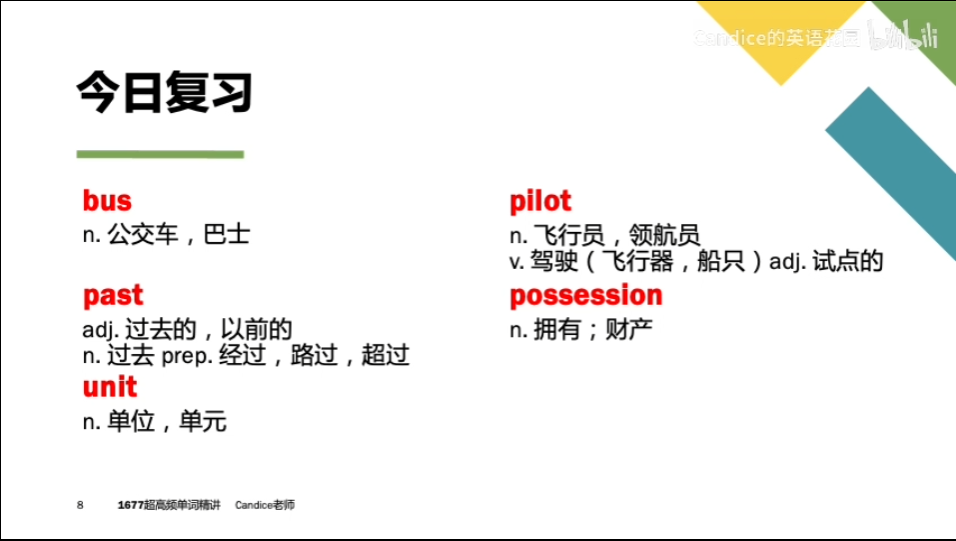 Candice的英语
bilibili
今日复习
bus
n. 公交车，巴士
past
adj. 过去的，以前的
n. 过去 prep. 经过，路过，超过
unit
n. 单位，单元
pilot
n. 飞行员，领航员
v. 驾驶（飞行器，船只）adj. 试点的
possession
n. 拥有；财产
8 1677超高频单词精讲 Candice老师